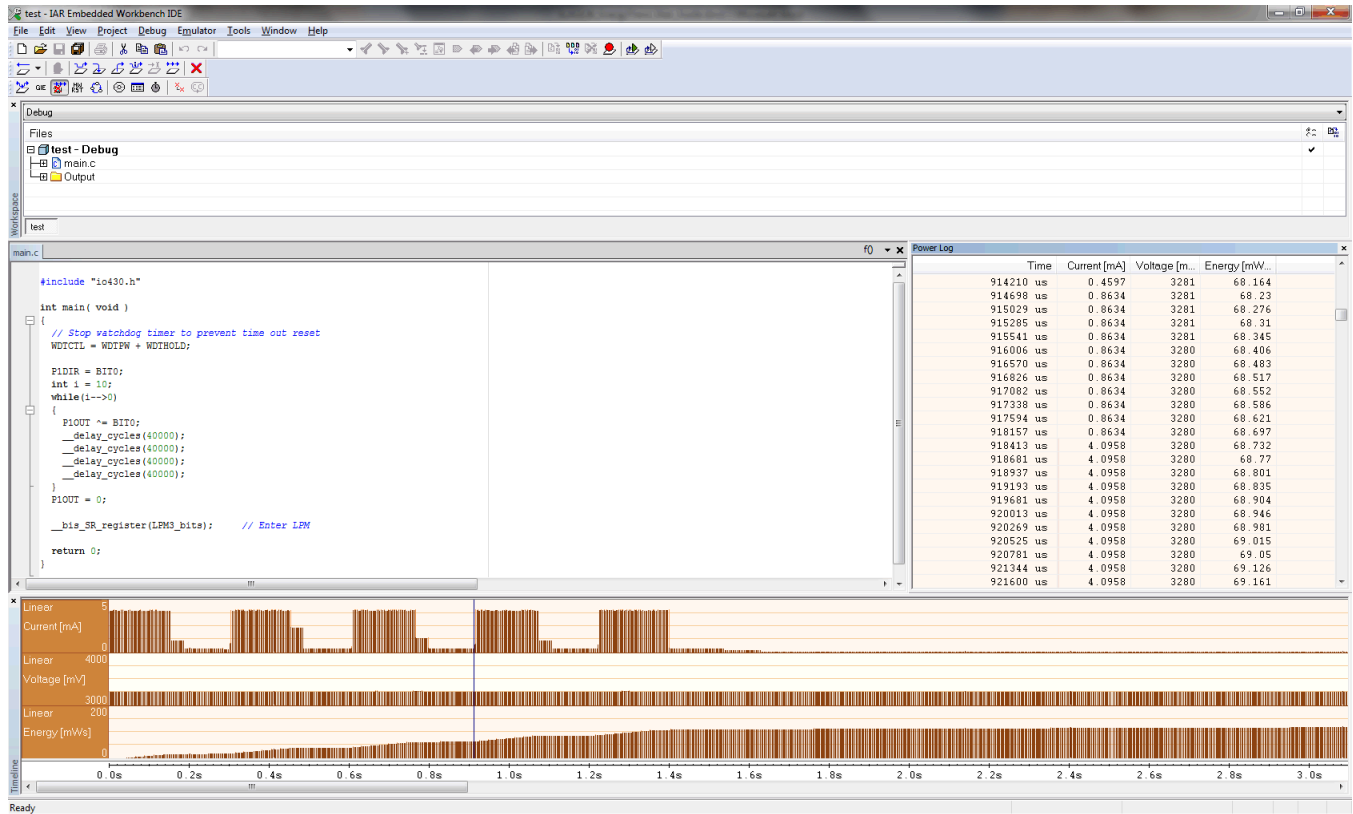 test - IAR Embedded Workbench IDE
File Edit View Project Debug Emulator Tools Window Help
Debug
Files
test - Debug
main.c
Output
Workspace
test
main.c
f()
#include "io430.h"
int main( void )
{
// Stop watchdog timer to prevent time out reset
WDTCTL = WDTPW + WDTHOLD;
P1DIR = BIT0;
int i = 10;
while(i-->0)
{
P1OUT ^= BIT0;
__delay_cycles(40000);
__delay_cycles(40000);
__delay_cycles(40000);
__delay_cycles(40000);
}
P1OUT = 0;
__bis_SR_register(LPM3_bits); // Enter LPM
return 0;
}
Power Log
Time Current [mA] Voltage [m... Energy [mW...
914210 us 0.4597 3281 68.164
914698 us 0.8634 3281 68.23
915029 us 0.8634 3281 68.276
915285 us 0.8634 3281 68.31
915541 us 0.8634 3281 68.345
916006 us 0.8634 3280 68.406
916570 us 0.8634 3280 68.483
916826 us 0.8634 3280 68.517
917082 us 0.8634 3280 68.552
917338 us 0.8634 3280 68.586
917594 us 0.8634 3280 68.621
918157 us 0.8634 3280 68.697
918413 us 4.0958 3280 68.732
918681 us 4.0958 3280 68.77
918937 us 4.0958 3280 68.801
919193 us 4.0958 3280 68.835
919681 us 4.0958 3280 68.904
920013 us 4.0958 3280 68.946
920269 us 4.0958 3280 68.981
920525 us 4.0958 3280 69.015
920781 us 4.0958 3280 69.05
921344 us 4.0958 3280 69.126
921600 us 4.0958 3280 69.161
Linear 5
Current [mA]
0
Linear 4000
Voltage [mV]
3000
Linear 200
Energy [mWs]
0
0.0s 0.2s 0.4s 0.6s 0.8s 1.0s 1.2s 1.4s 1.6s 1.8s 2.0s 2.2s 2.4s 2.6s 2.8s 3.0s
Timeline
Ready